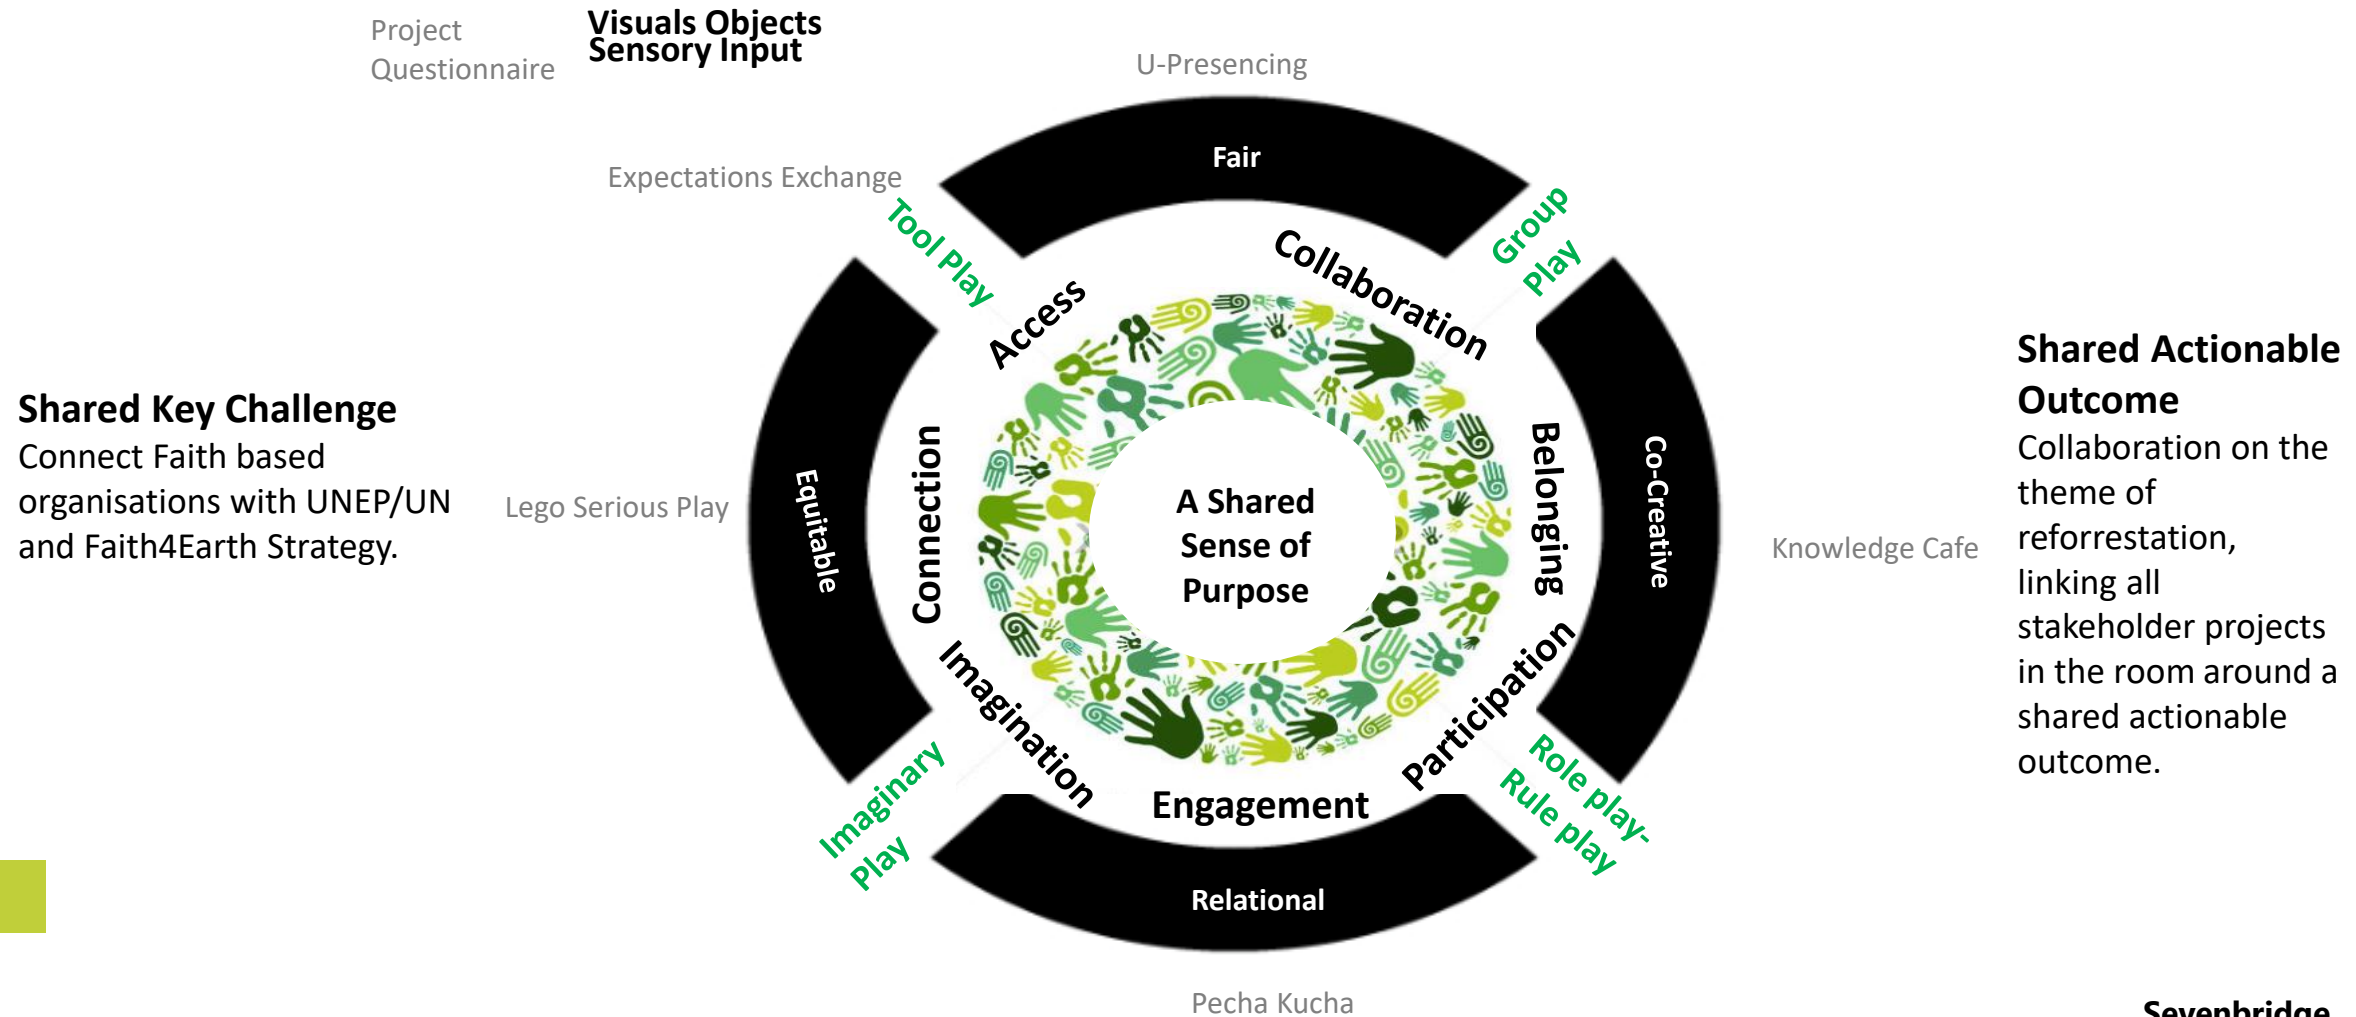 Project
Questionnaire
Visuals Objects
Sensory Input
U-Presencing
Expectations Exchange
Fair
Tool Play
Group
Play
Access
Collaboration
Shared Key Challenge
Connect Faith based
organisations with UNEP/UN
and Faith4Earth Strategy.
Lego Serious Play
Equitable
Connection
A Shared
Sense of
Purpose
Belonging
Co-Creative
Knowledge Cafe
Shared Actionable
Outcome
Collaboration on the
theme of
reforrestation,
linking all
stakeholder projects
in the room around a
shared actionable
outcome.
Imagination
Engagement
Participation
Imaginary
Play
Role play-
Rule play
Relational
Pecha Kucha
Sevenbridge